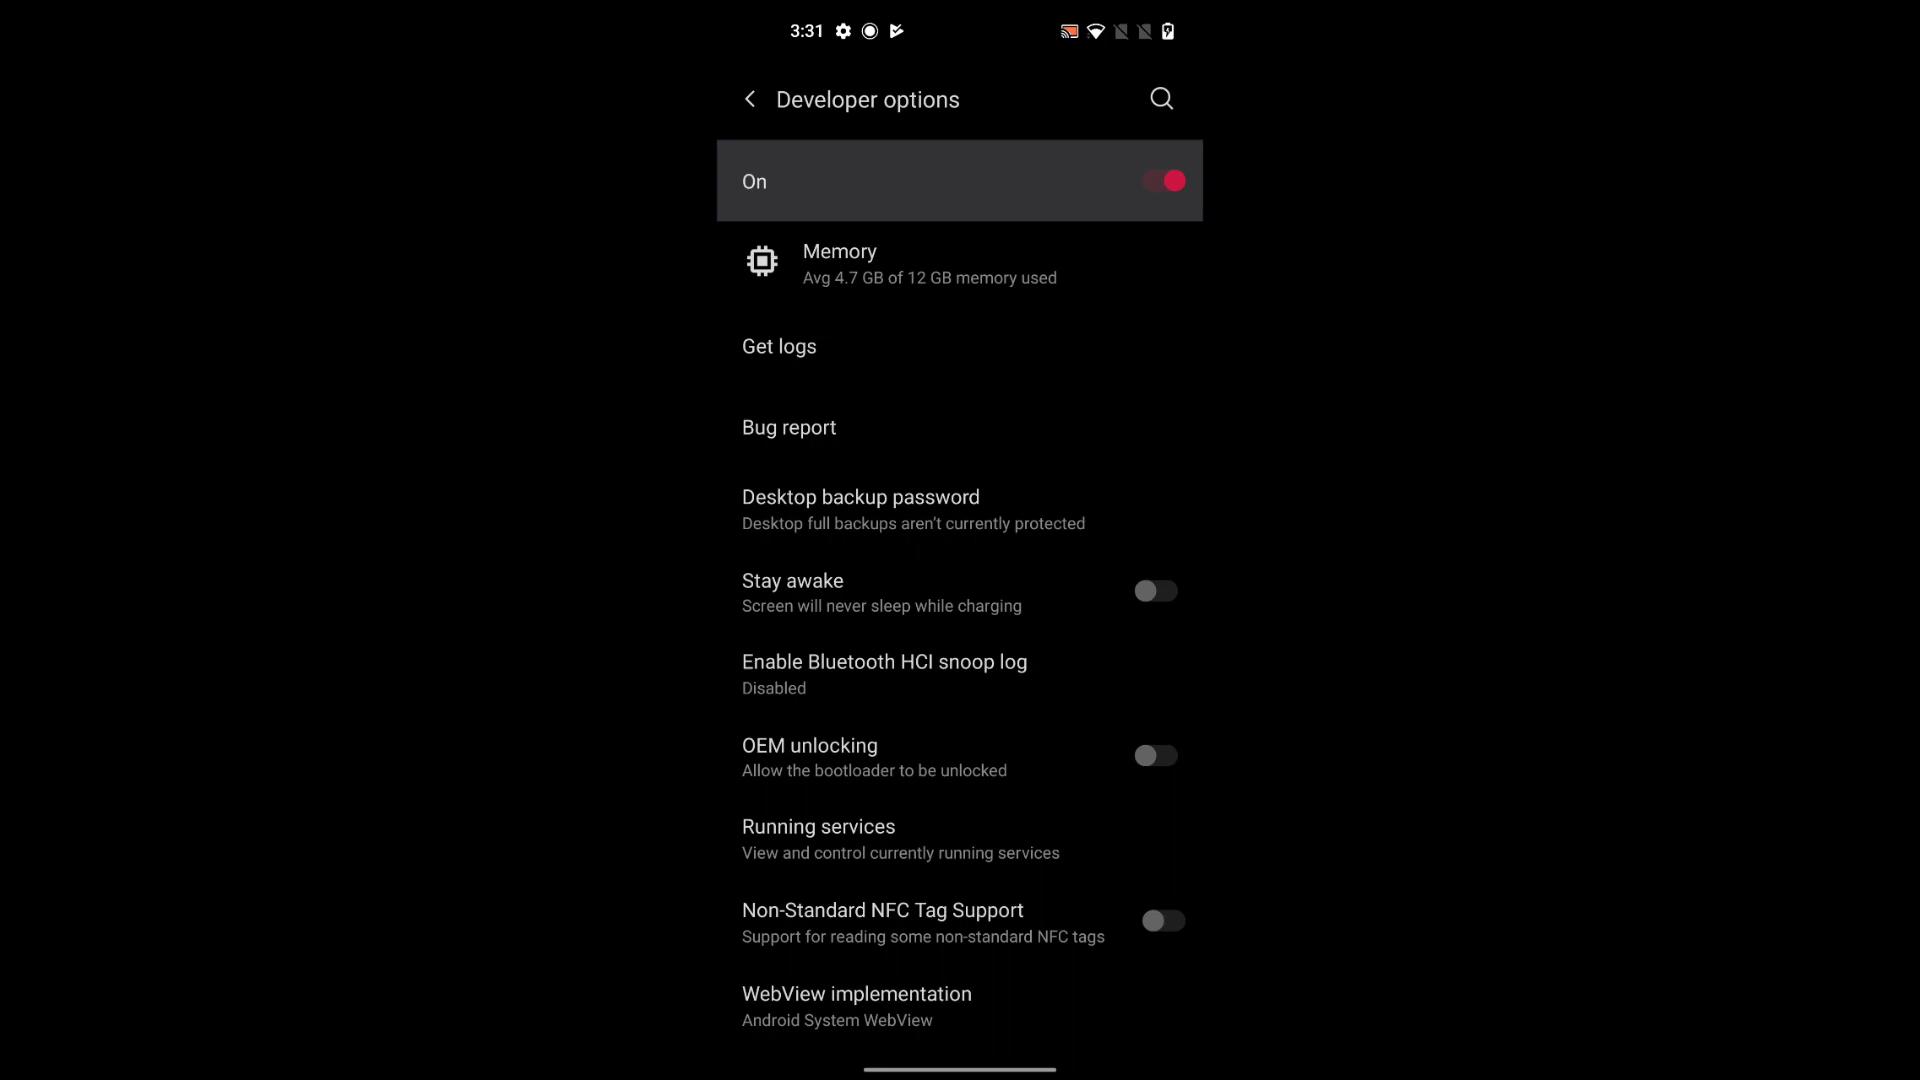 3:31
Developer options
On
Memory
Avg 4.7 GB of 12 GB memory used
Get logs
Bug report
Desktop backup password
Desktop full backups aren't currently protected
Stay awake
Screen will never sleep while charging
Enable Bluetooth HCI snoop log
Disabled
OEM unlocking
Allow the bootloader to be unlocked
Running services
View and control currently running services
Non-Standard NFC Tag Support
Support for reading some non-standard NFC tags
WebView implementation
Android System WebView